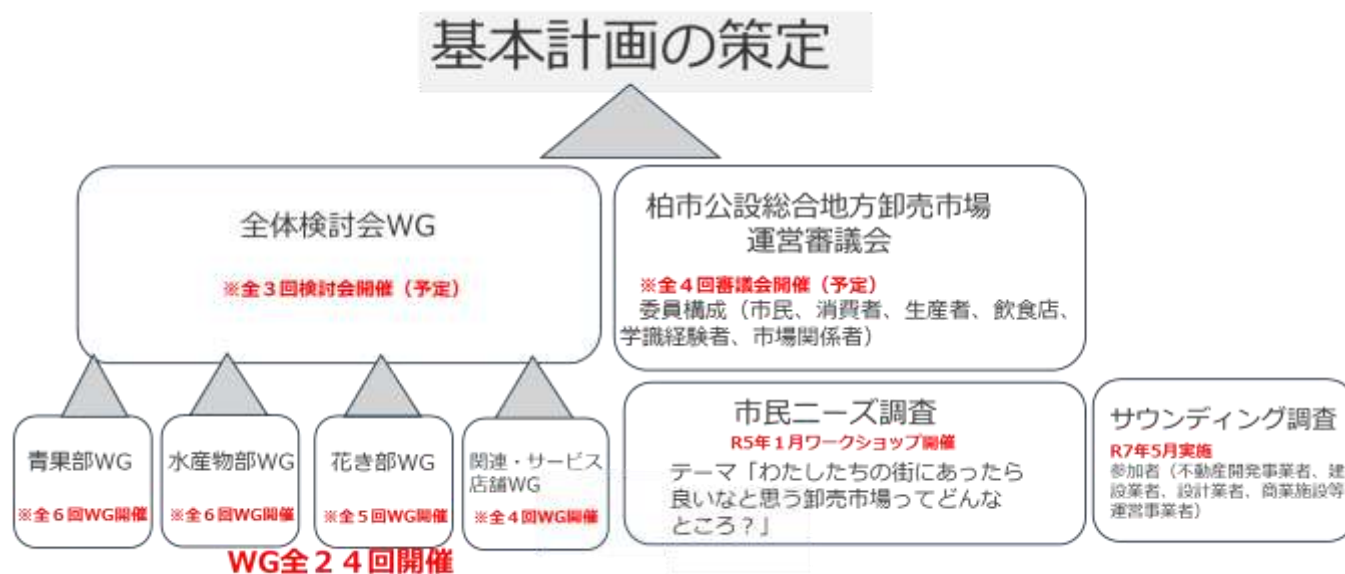 基本計画の策定
全体検討会WG
※全３回検討会開催（予定）
柏市公設総合地方卸売市場
運営審議会
※全４回審議会開催（予定）
委員構成（市民、消費者、生産者、飲食店、
学識経験者、市場関係者）
青果部WG
※全６回WG開催
水産物部WG
※全６回WG開催
花き部WG
※全５回WG開催
関連・サービス
店舗WG
※全４回WG開催
WG全２４回開催
市民ニーズ調査
R5年１月ワークショップ開催
テーマ「わたしたちの街にあったら
良いなと思う卸売市場ってどんな
ところ？」
サウンディング調査
R7年5月実施
参加者（不動産開発事業者、建
設業者、設計業者、商業施設等
運営事業者）